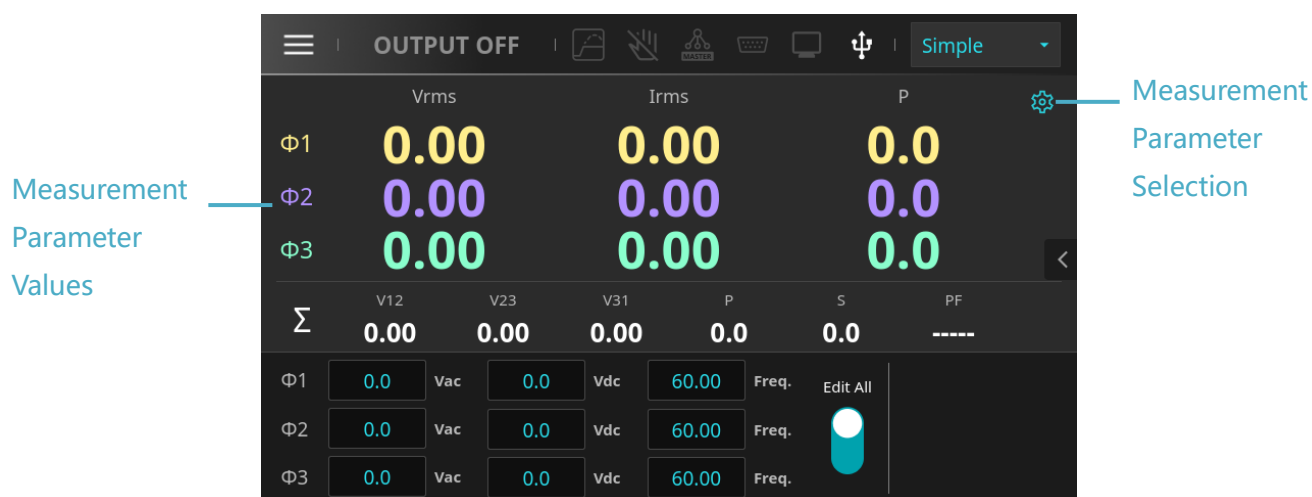 OUTPUT OFF
MASTER
Simple
Vrms Irms P
Φ1 0.00 0.00 0.0
Φ2 0.00 0.00 0.0
Φ3 0.00 0.00 0.0
Measurement
Parameter
Values
Measurement
Parameter
Selection
V12 V23 V31 P S PF
Σ 0.00 0.00 0.00 0.0 0.0 -----
Φ1 0.0 Vac 0.0 Vdc 60.00 Freq.
Edit All
Φ2 0.0 Vac 0.0 Vdc 60.00 Freq.
Φ3 0.0 Vac 0.0 Vdc 60.00 Freq.